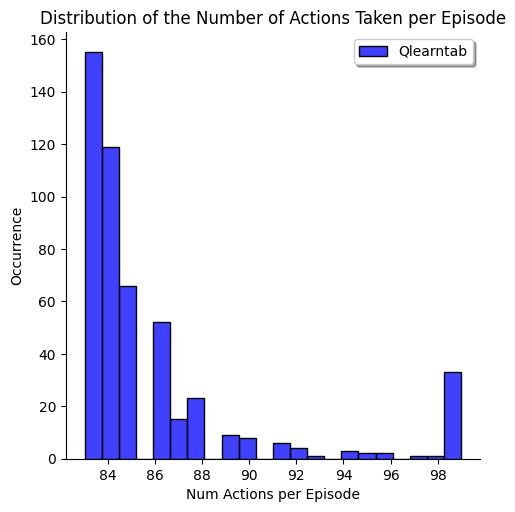 Distribution of the Number of Actions Taken per Episode
Qlearntab
160
140
120
100
80
60
40
20
0
Occurrence
84 86 88 90 92 94 96 98
Num Actions per Episode